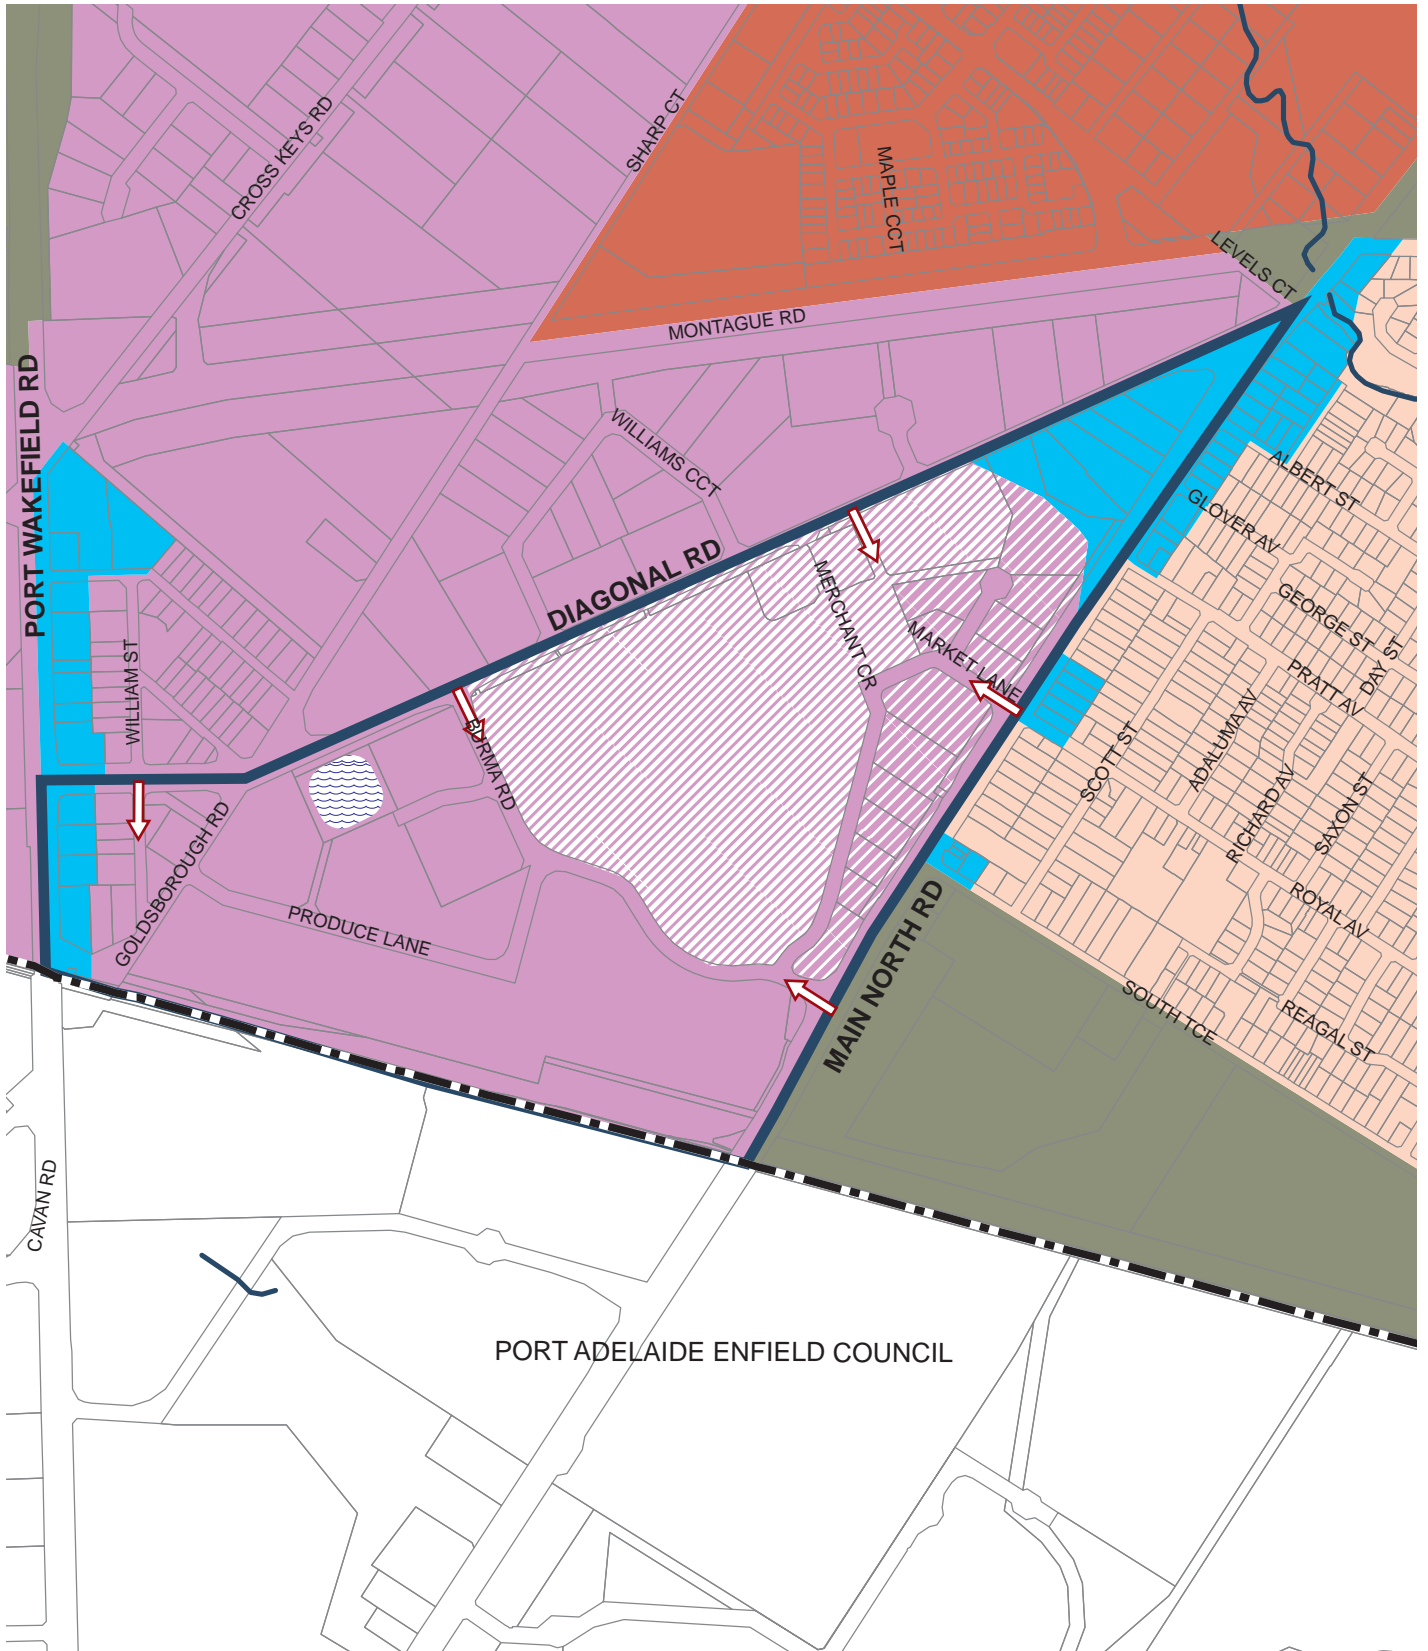 CROSS KEYS RD
SHARP CT
MAPLE CCT
LEVELS CT
MONTAGUE RD
PORT WAKEFIELD RD
WILLIAMS CCT
ALBERT ST
GLOVER AV
DIAGONAL RD
MERCHANT CR
GEORGE ST
MARKET LANE
DAY ST
PRATT AV
WILLIAM ST
ADALUMA AV
SCOTT ST
BURMA RD
RICHARD AV
SAXON ST
GOLDSBOROUGH RD
PRODUCE LANE
ROYAL AV
MAIN NORTH RD
SOUTH TCE
REAGAL ST
CAVAN RD
PORT ADELAIDE ENFIELD COUNCIL